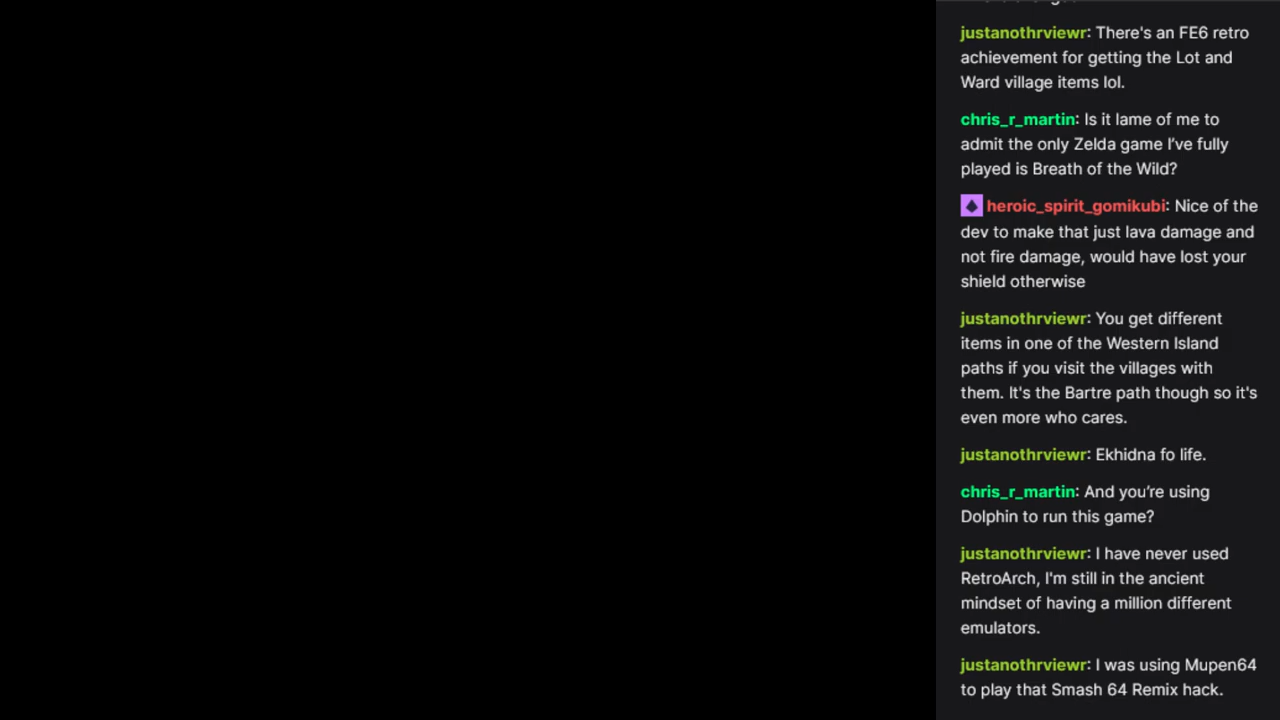 justanothrviewr: There's an FE6 retro
achievement for getting the Lot and
Ward village items lol.
chris_r_martin: Is it lame of me to
admit the only Zelda game I’ve fully
played is Breath of the Wild?
heroic_spirit_gomikubi: Nice of the
dev to make that just lava damage and
not fire damage, would have lost your
shield otherwise
justanothrviewr: You get different
items in one of the Western Island
paths if you visit the villages with
them. It's the Bartre path though so it's
even more who cares.
justanothrviewr: Ekhidna fo life.
chris_r_martin: And you’re using
Dolphin to run this game?
justanothrviewr: I have never used
RetroArch, I'm still in the ancient
mindset of having a million different
emulators.
justanothrviewr: I was using Mupen64
to play that Smash 64 Remix hack.